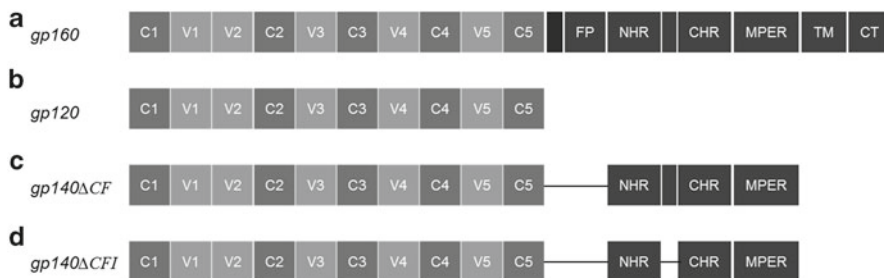 a gp160 C1 V1 V2 C2 V3 C3 V4 C4 V5 C5 FP NHR CHR MPER TM CT
b gp120 C1 V1 V2 C2 V3 C3 V4 C4 V5 C5
c gp140ΔCF C1 V1 V2 C2 V3 C3 V4 C4 V5 C5 NHR CHR MPER
d gp140ΔCFI C1 V1 V2 C2 V3 C3 V4 C4 V5 C5 NHR CHR MPER